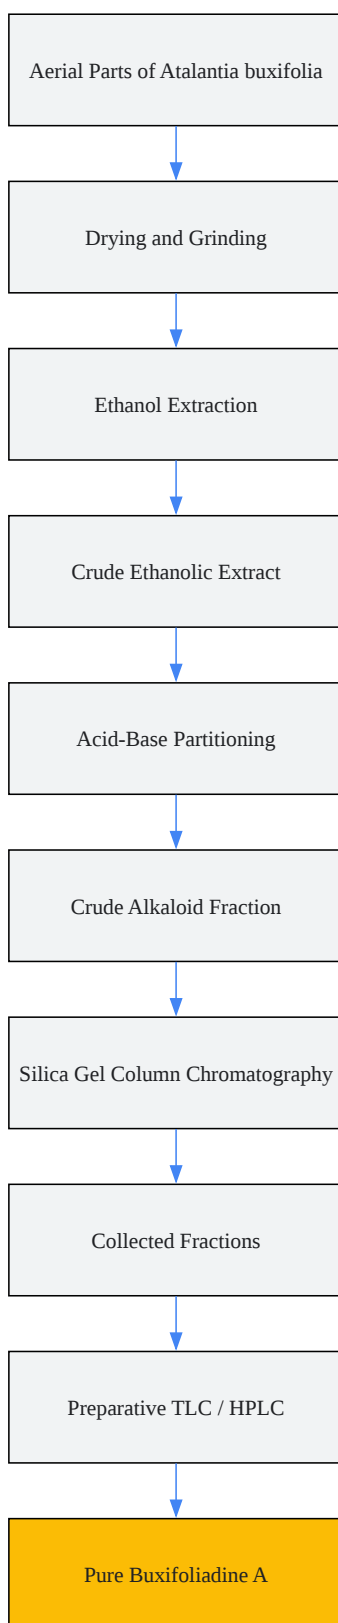 Aerial Parts of Atalantia buxifolia
Drying and Grinding
Ethanol Extraction
Crude Ethanolic Extract
Acid-Base Partitioning
Crude Alkaloid Fraction
Silica Gel Column Chromatography
Collected Fractions
Preparative TLC / HPLC
Pure Buxifoliadine A